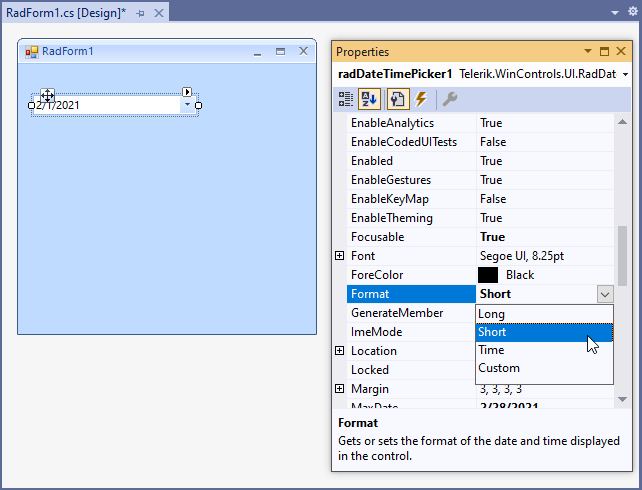 RadForm1.cs [Design]*
RadForm1
2/1/2021
Properties
radDateTimePicker1 Telerik.WinControls.UI.RadDat
EnableAnalytics True
EnableCodedUITests False
Enabled True
EnableGestures True
EnableKeyMap False
EnableTheming True
Focusable True
Font Segoe UI, 8.25pt
ForeColor Black
Format Short
GenerateMember
Long
ImeMode
Short
Location
Time
Locked
Custom
Margin 3, 3, 3, 3
MaxDate 2/28/2021
Format
Gets or sets the format of the date and time displayed
in the control.